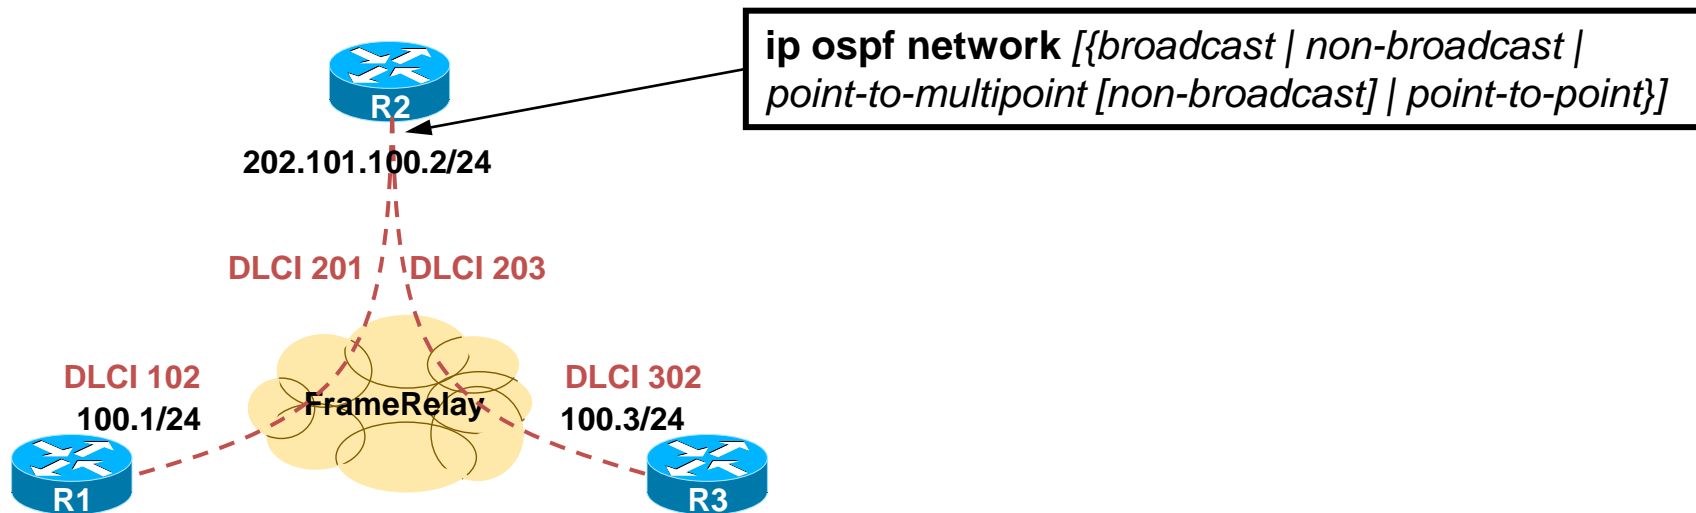 ip ospf network [{broadcast | non-broadcast |
point-to-multipoint [non-broadcast] | point-to-point}]
R2
202.101.100.2/24
DLCI 201
DLCI 203
DLCI 102
100.1/24
FrameRelay
DLCI 302
100.3/24
R1
R3